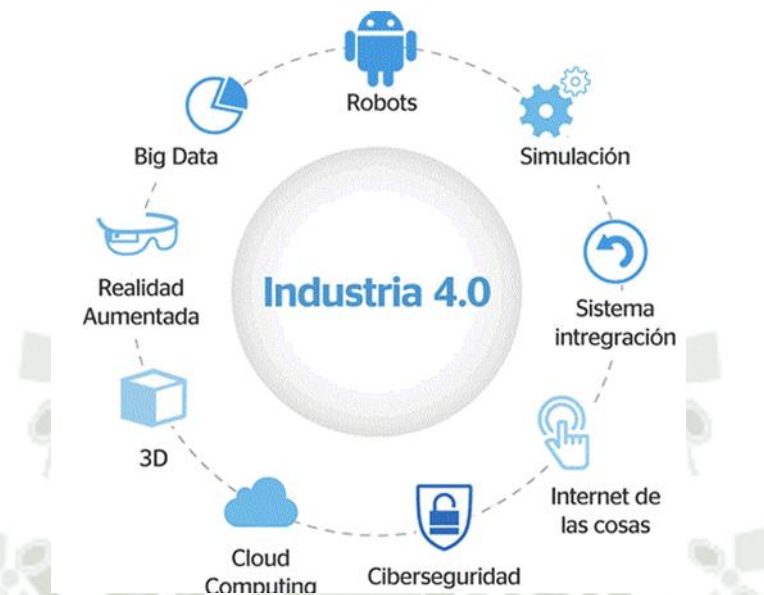 Robots
Big Data
Simulación
Industria 4.0
Realidad
Aumentada
Sistema
intregración
3D
Internet de
las cosas
Cloud
Computing
Ciberseguridad